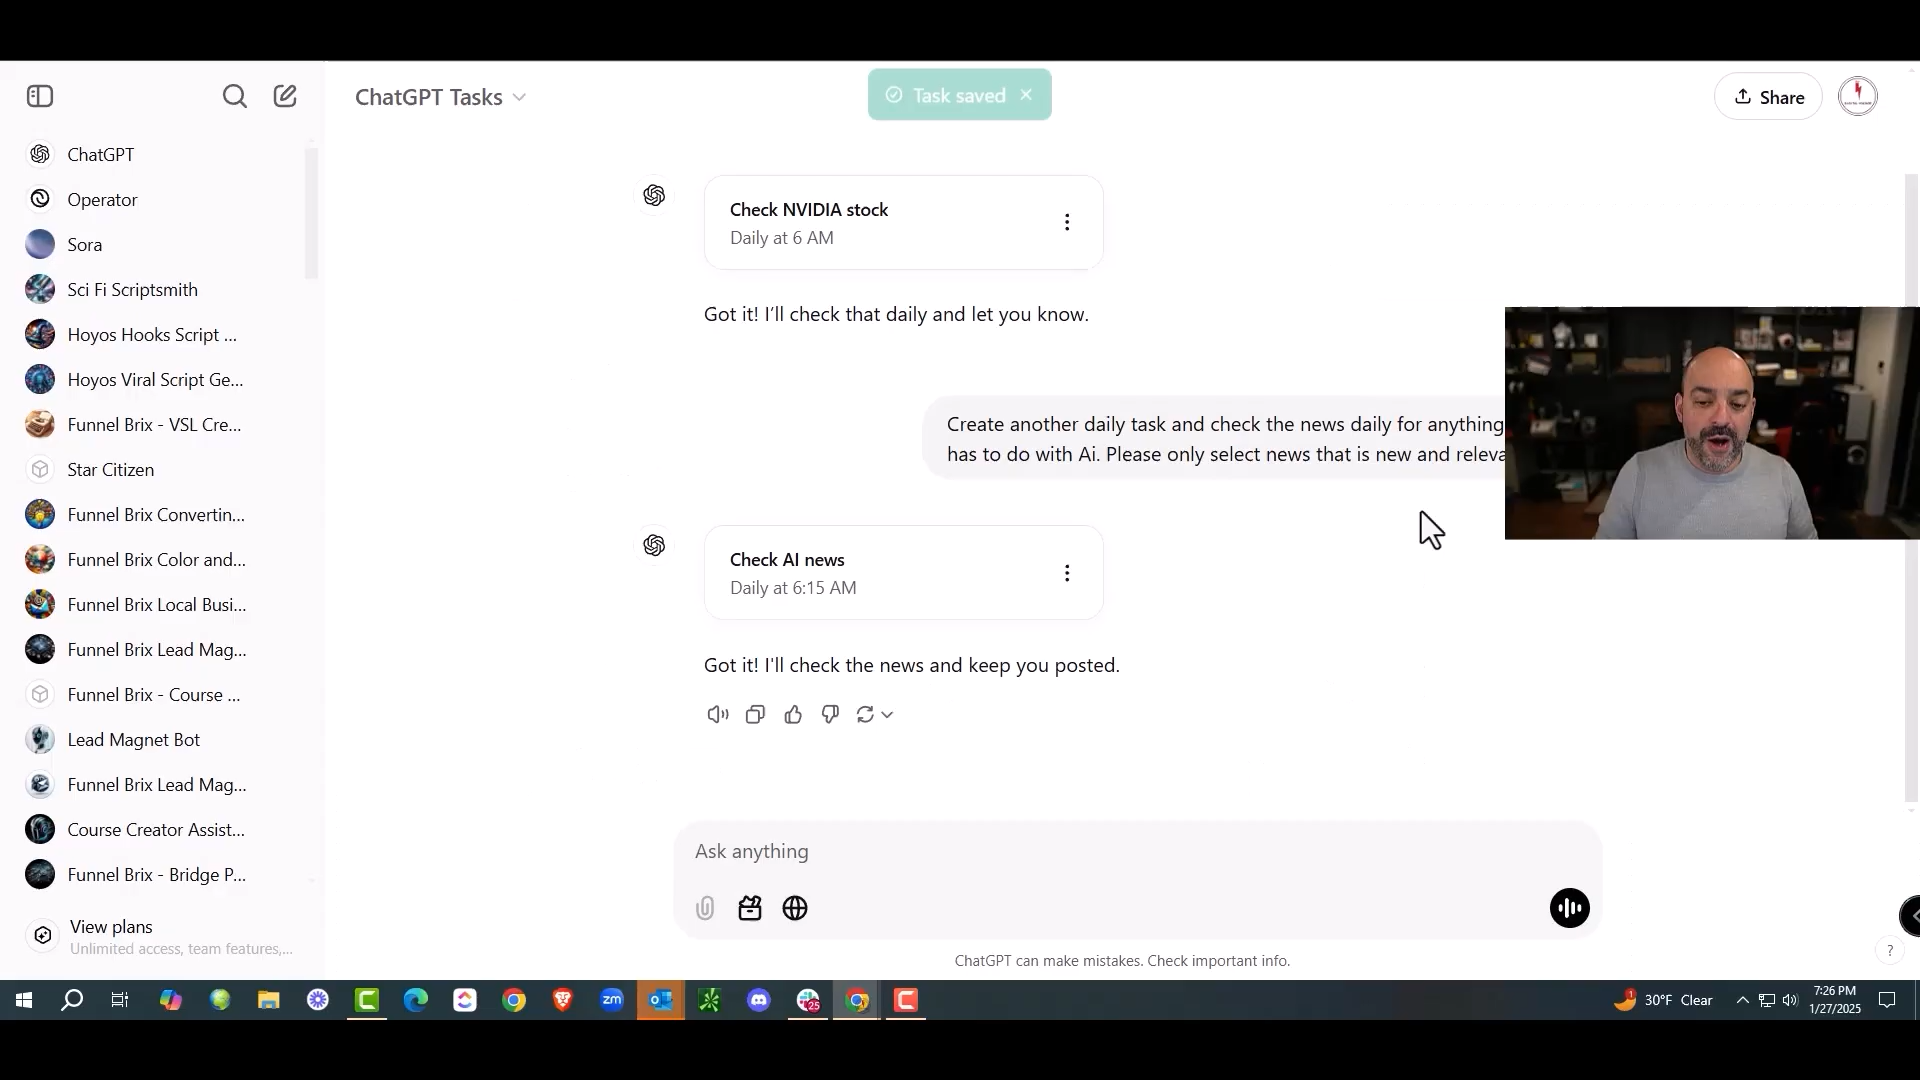 ChatGPT Tasks
Task saved
Share
ChatGPT
Operator
Sora
Sci Fi Scriptsmith
Hoyos Hooks Script ...
Hoyos Viral Script Ge...
Funnel Brix - VSL Cre...
Star Citizen
Funnel Brix Convertin...
Funnel Brix Color and...
Funnel Brix Local Busi...
Funnel Brix Lead Mag...
Funnel Brix - Course ...
Lead Magnet Bot
Funnel Brix Lead Mag...
Course Creator Assist...
Funnel Brix - Bridge P...
View plans
Unlimited access, team features,...
Check NVIDIA stock
Daily at 6 AM
Got it! I'll check that daily and let you know.
Create another daily task and check the news daily for anything
has to do with Ai. Please only select news that is new and releva
Check AI news
Daily at 6:15 AM
Got it! I'll check the news and keep you posted.
Ask anything
ChatGPT can make mistakes. Check important info.
?
zm
25
1
30°F Clear
7:26 PM
1/27/2025